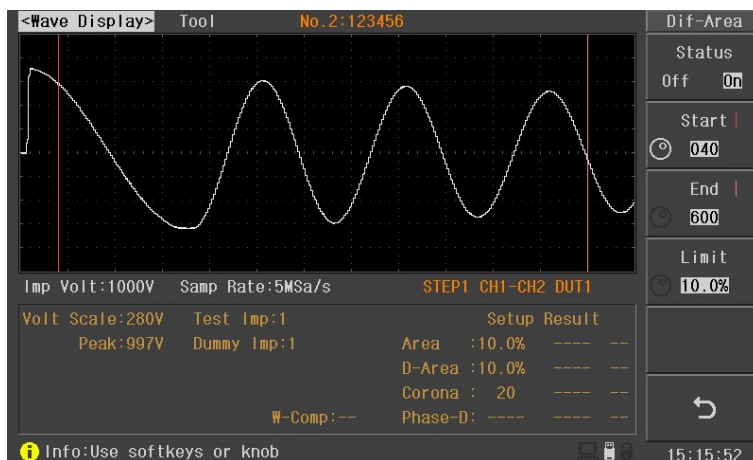 <Wave Display> Tool No.2:123456 Dif-Area
Status
Off On
Start
040
End
600
Limit
10.0%
Imp Volt:1000V Samp Rate:5MSa/s STEP1 CH1-CH2 DUT1
Volt Scale:280V Test Imp:1 Setup Result
Peak:997V Dummy Imp:1 Area :10.0% ---- --
D-Area :10.0% ---- --
Corona : 20 ---- --
W-Comp:-- Phase-D: ---- ---- --
Info:Use softkeys or knob 15:15:52